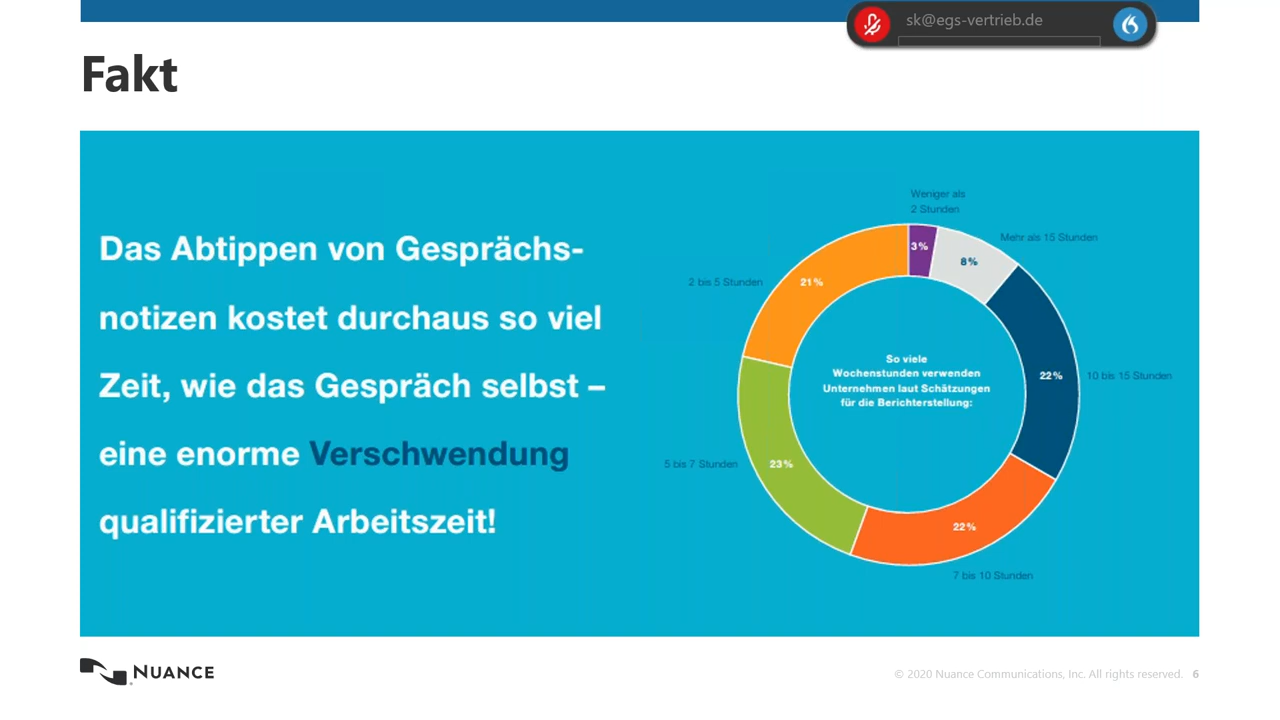 sk@egs-vertrieb.de
Fakt
Das Abtippen von Gesprächs-
notizen kostet durchaus so viel
Zeit, wie das Gespräch selbst –
eine enorme Verschwendung
qualifizierter Arbeitszeit!
Weniger als
2 Stunden
3%
Mehr als 15 Stunden
8%
2 bis 5 Stunden
21%
So viele
Wochenstunden verwenden
Unternehmen laut Schätzungen
für die Berichterstellung:
22%
10 bis 15 Stunden
5 bis 7 Stunden
23%
22%
7 bis 10 Stunden
NUANCE
© 2020 Nuance Communications, Inc. All rights reserved. 6